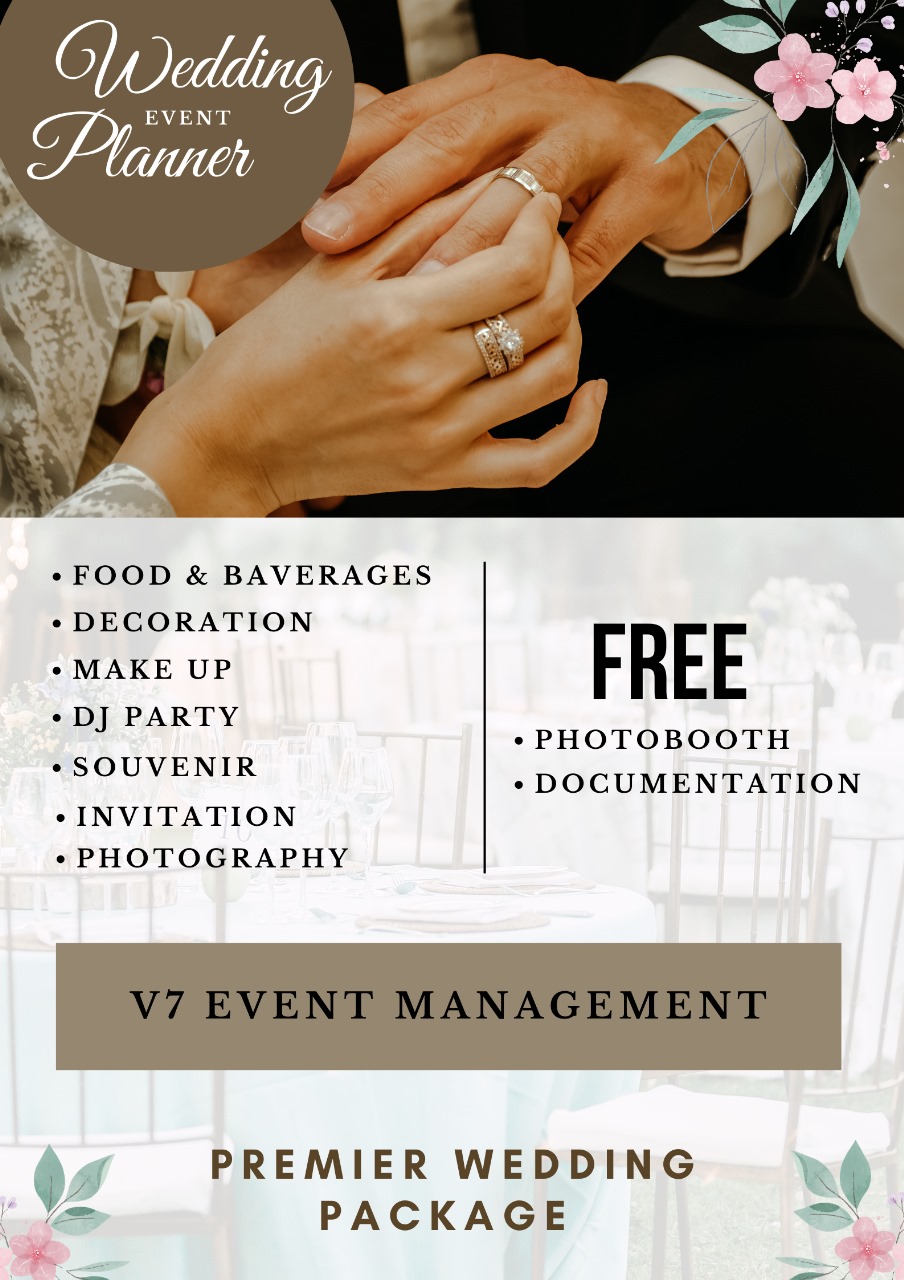 Wedding
EVENT
Planner
• FOOD & BAVERAGES
• DECORATION
• MAKE UP
• DJ PARTY
• SOUVENIR
• INVITATION
• PHOTOGRAPHY
FREE
• PHOTOBOOTH
• DOCUMENTATION
V7 EVENT MANAGEMENT
PREMIER WEDDING
PACKAGE